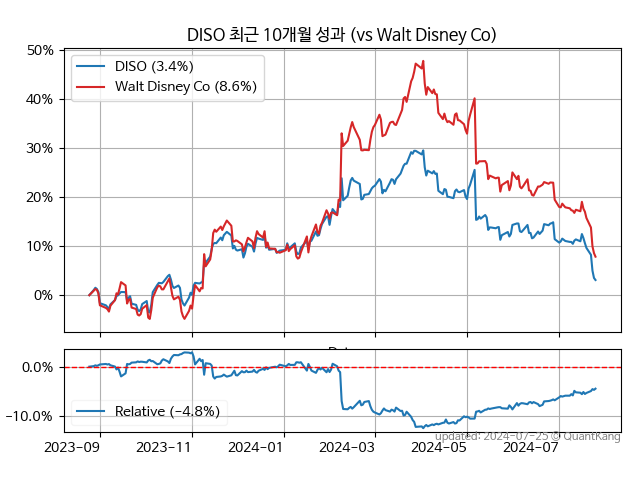 DISO 최근 10개월 성과 (vs Walt Disney Co)
50%
40%
30%
20%
10%
0%
DISO (3.4%)
Walt Disney Co (8.6%)
0.0%
−10.0%
Relative (−4.8%)
2023-09
2023-11
2024-01
2024-03
2024-05
2024-07
updated: 2024-07-25 © QuantKang